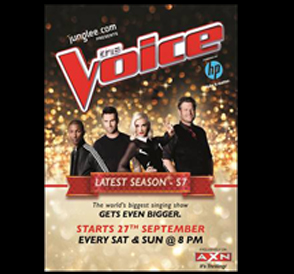 junglee.com
PRESENTS
THE
Voice
hp
LATEST SEASON - S7
The world's biggest singing show
GETS EVEN BIGGER.
STARTS 27TH SEPTEMBER
EVERY SAT & SUN @ 8 PM
AXN